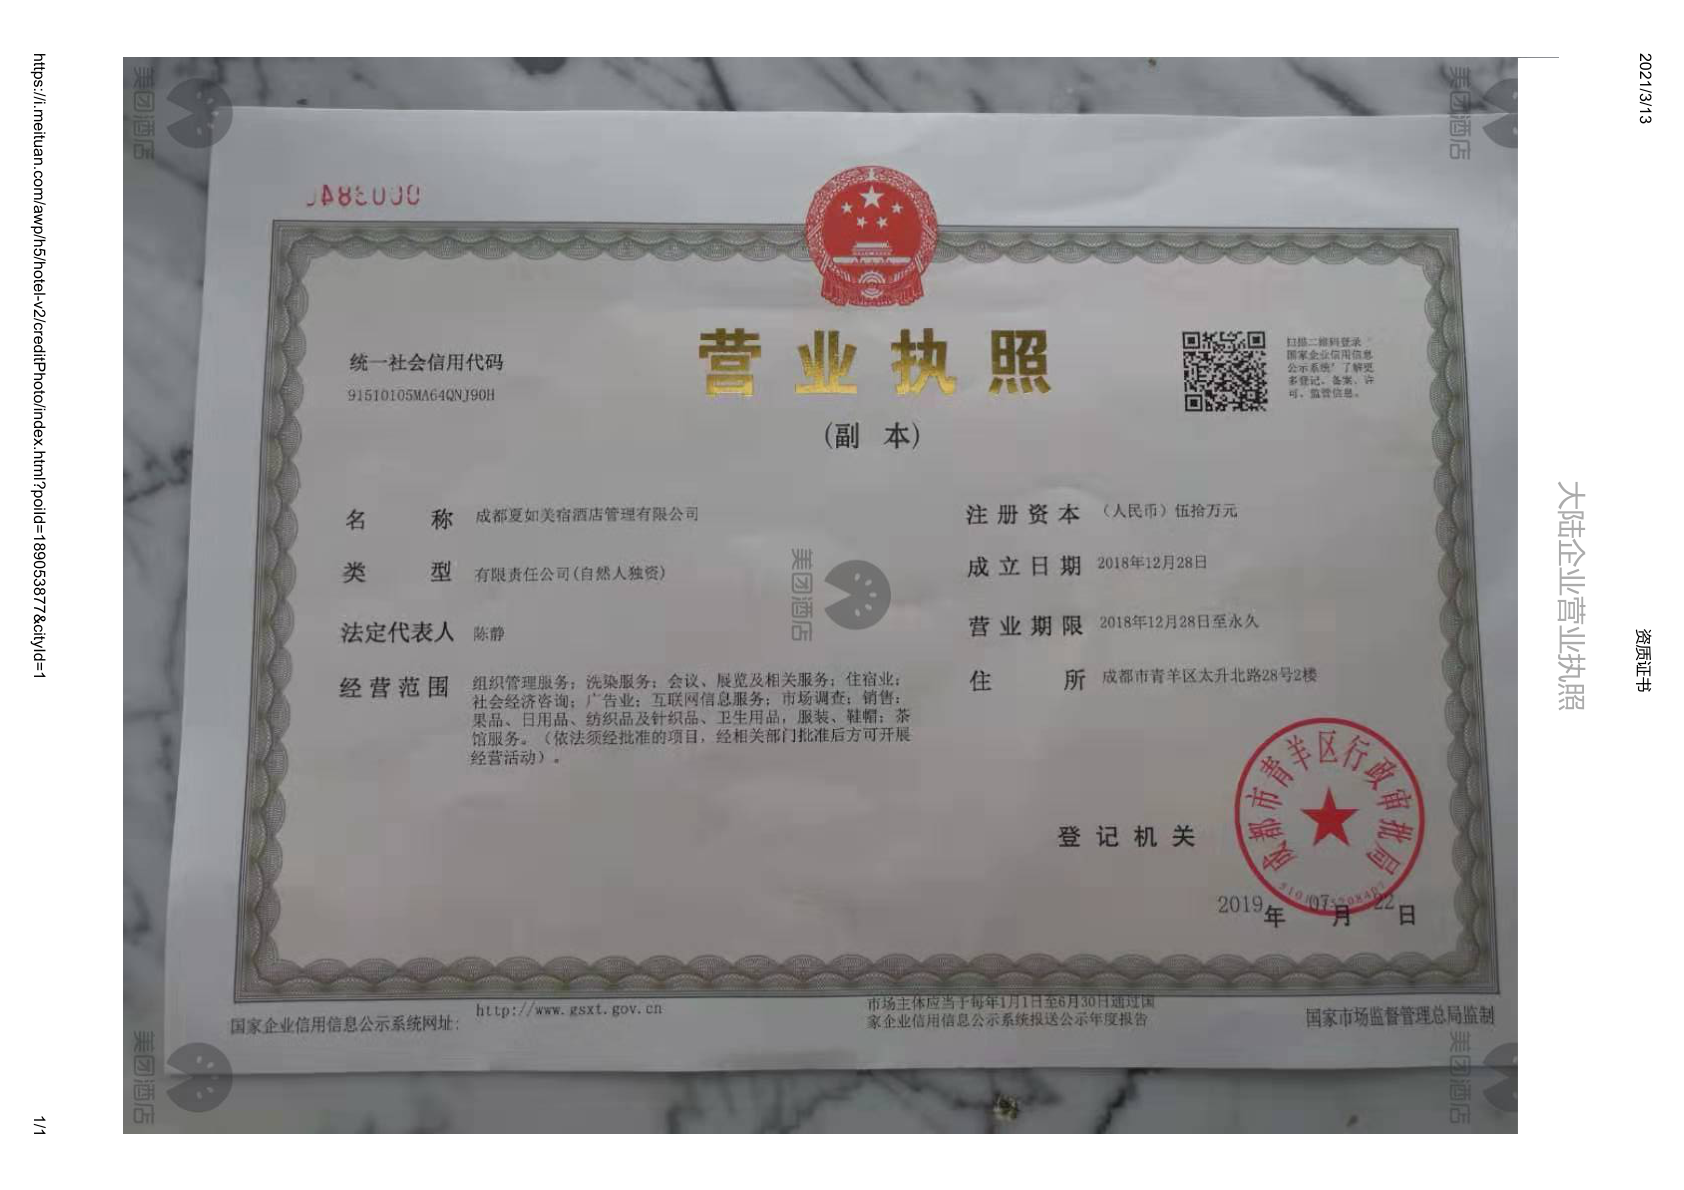 2021/3/13
资质证书
大陆企业营业执照
美团酒店
美团酒店
营业执照
(副 本)
统一社会信用代码
91510105MA64QNJ90H
扫描二维码登录
国家企业信用信息
公示系统"了解更
多登记、备案、许
可、监管信息。
名 称 成都夏如美宿酒店管理有限公司
类 型 有限责任公司(自然人独资)
法定代表人 陈静
经营范围 组织管理服务；洗染服务；会议、展览及相关服务；住宿业；
社会经济咨询；广告业；互联网信息服务；市场调查；销售：
果品、日用品、纺织品及针织品、卫生用品，服装、鞋帽；茶
馆服务。（依法须经批准的项目，经相关部门批准后方可开展
经营活动）。
注册资本 （人民币）伍拾万元
成立日期 2018年12月28日
营业期限 2018年12月28日至永久
住 所 成都市青羊区太升北路28号2楼
美团酒店
登记机关
成都市青羊区行政审批局
2019年 07月 22日
国家企业信用信息公示系统网址：
http://www.gsxt.gov.cn
市场主体应当于每年1月1日至6月30日通过国
家企业信用信息公示系统报送公示年度报告
国家市场监督管理总局监制
美团酒店
美团酒店
https://i.meituan.com/awp/h5/hotel-v2/creditPhoto/index.html?poiId=189053877&cityId=1
1/1